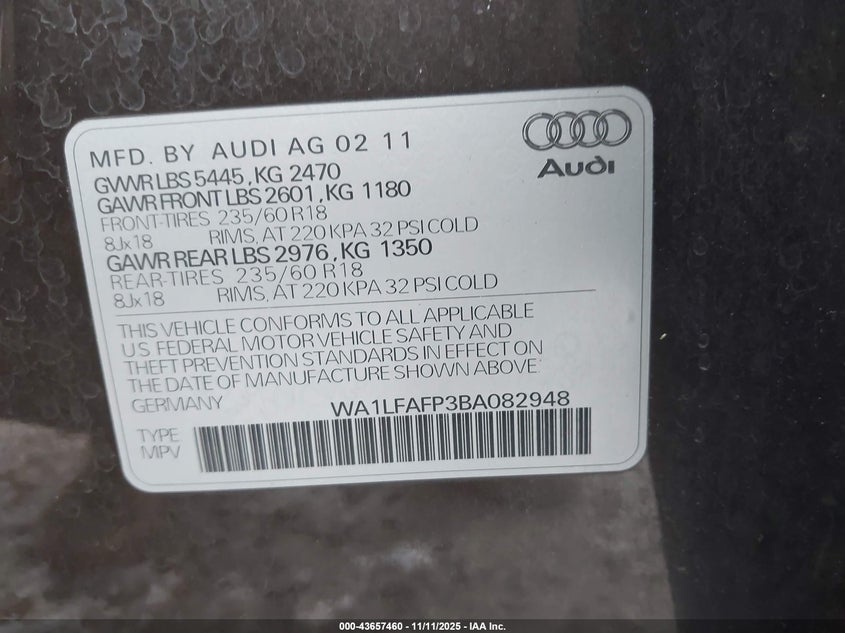 MFD. BY AUDI AG 02 11
GVWR LBS 5445, KG 2470
GAWR FRONT LBS 2601, KG 1180
FRONT-TIRES 235/60 R18
8Jx18 RIMS, AT 220 KPA 32 PSI COLD
GAWR REAR LBS 2976, KG 1350
REAR-TIRES 235/60 R18
8Jx18 RIMS, AT 220 KPA 32 PSI COLD
Audi
THIS VEHICLE CONFORMS TO ALL APPLICABLE
U.S. FEDERAL MOTOR VEHICLE SAFETY AND
THEFT PREVENTION STANDARDS IN EFFECT ON
THE DATE OF MANUFACTURE SHOWN ABOVE:
GERMANY WA1LFAFP3BA082948
TYPE
MPV
000-43657460 - 11/11/2025 - IAA Inc.